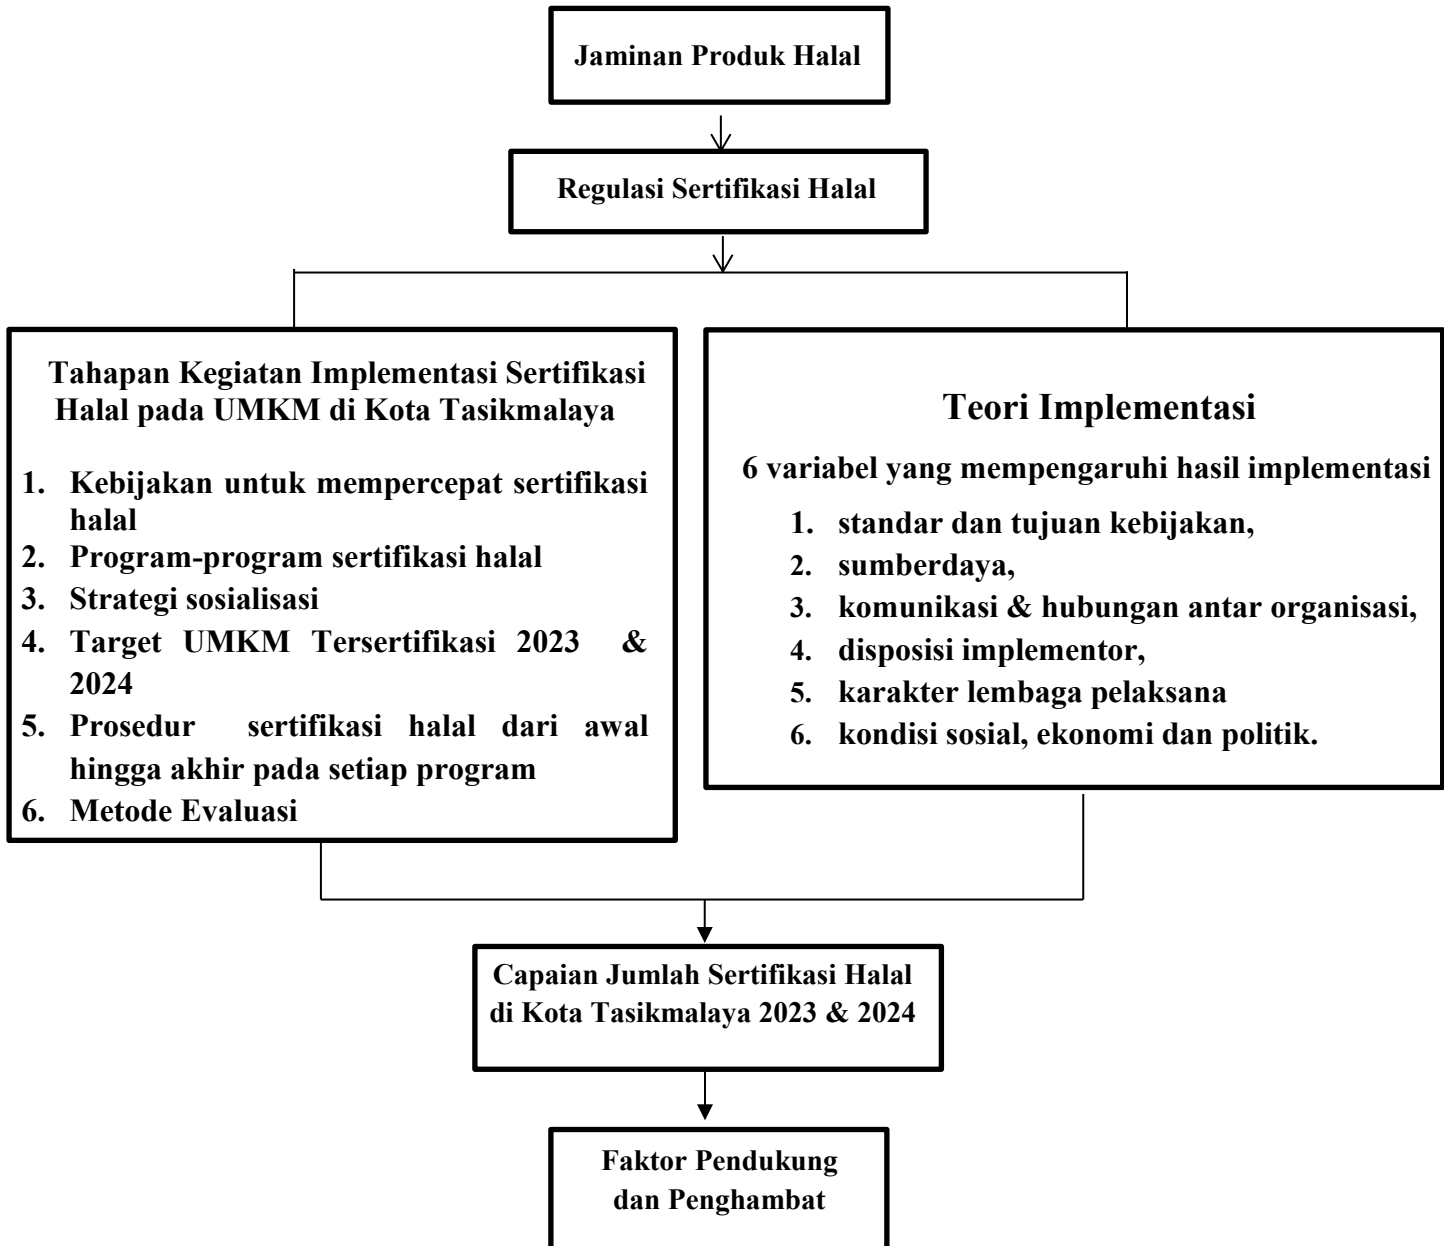 Jaminan Produk Halal
Regulasi Sertifikasi Halal
Tahapan Kegiatan Implementasi Sertifikasi
Halal pada UMKM di Kota Tasikmalaya
1. Kebijakan untuk mempercepat sertifikasi
halal
2. Program-program sertifikasi halal
3. Strategi sosialisasi
4. Target UMKM Tersertifikasi 2023 &
2024
5. Prosedur sertifikasi halal dari awal
hingga akhir pada setiap program
6. Metode Evaluasi
Teori Implementasi
6 variabel yang mempengaruhi hasil implementasi
1. standar dan tujuan kebijakan,
2. sumberdaya,
3. komunikasi & hubungan antar organisasi,
4. disposisi implementor,
5. karakter lembaga pelaksana
6. kondisi sosial, ekonomi dan politik.
Capaian Jumlah Sertifikasi Halal
di Kota Tasikmalaya 2023 & 2024
Faktor Pendukung
dan Penghambat